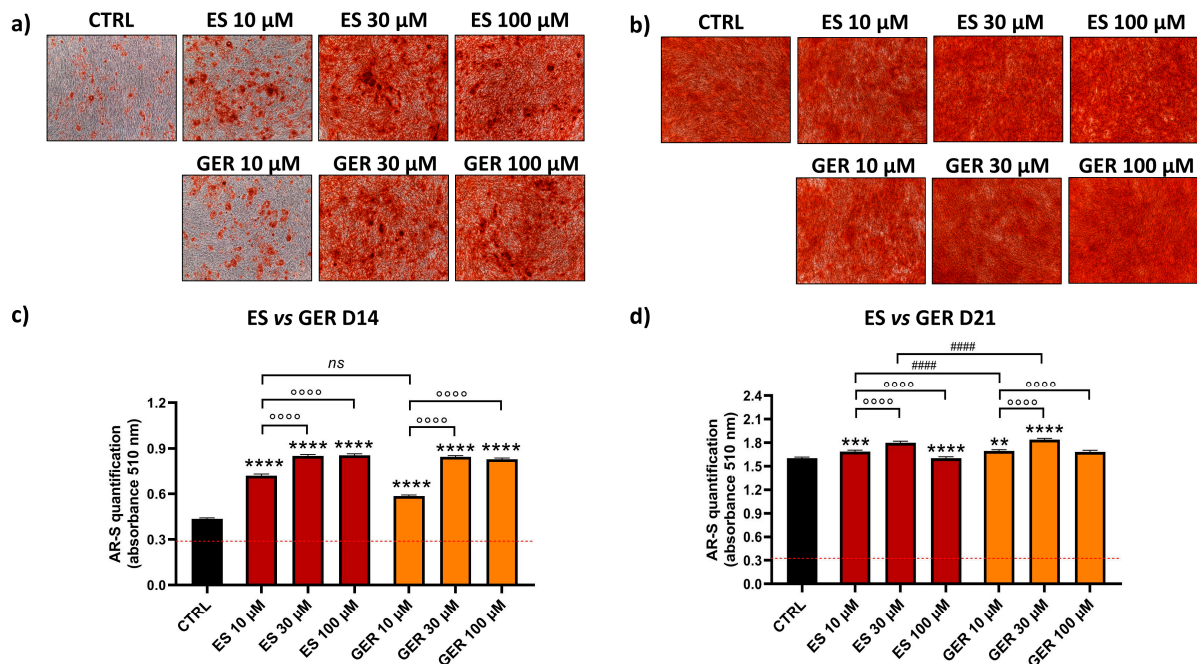 a)
CTRL
ES 10 µM
ES 30 µM
ES 100 µM
GER 10 µM
GER 30 µM
GER 100 µM
b)
CTRL
ES 10 µM
ES 30 µM
ES 100 µM
GER 10 µM
GER 30 µM
GER 100 µM
c)
ES vs GER D14
ns
°°°°
°°°°
°°°°
°°°°
****
****
****
****
****
****
AR-S quantification
(absorbance 510 nm)
1.2
0.9
0.6
0.3
0.0
CTRL
ES 10 µM
ES 30 µM
ES 100 µM
GER 10 µM
GER 30 µM
GER 100 µM
d)
ES vs GER D21
####
####
°°°°
°°°°
°°°°
°°°°
***
****
**
****
AR-S quantification
(absorbance 510 nm)
2.4
2.1
1.8
1.5
1.2
0.9
0.6
0.3
0.0
CTRL
ES 10 µM
ES 30 µM
ES 100 µM
GER 10 µM
GER 30 µM
GER 100 µM